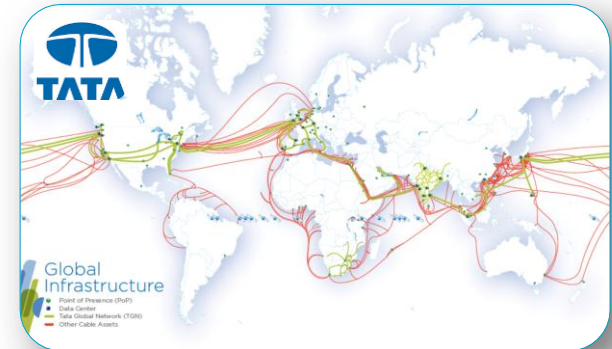 TATA
Global
Infrastructure
Point of Presence (PoP)
Data Center
Tata Global Network (TGN)
Other Cable Assets